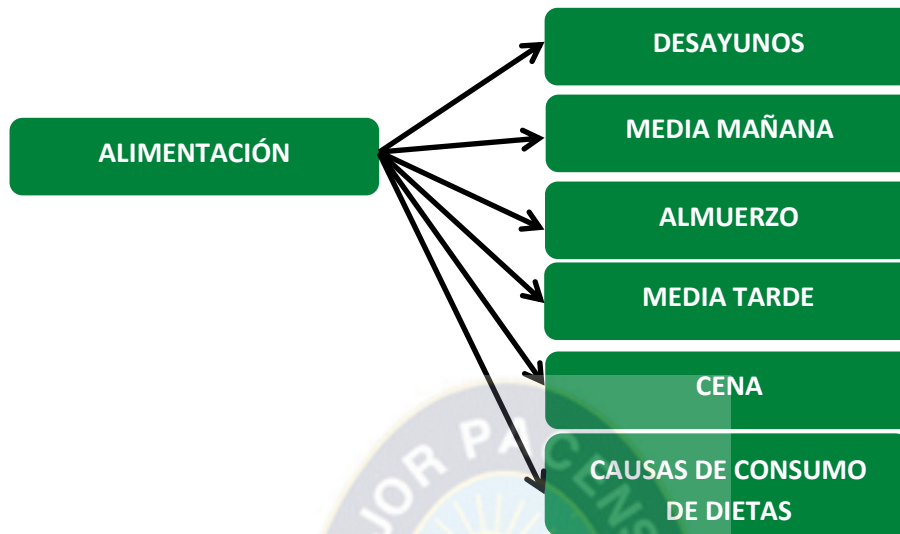 ALIMENTACIÓN
DESAYUNOS
MEDIA MAÑANA
ALMUERZO
MEDIA TARDE
CENA
CAUSAS DE CONSUMO
DE DIETAS